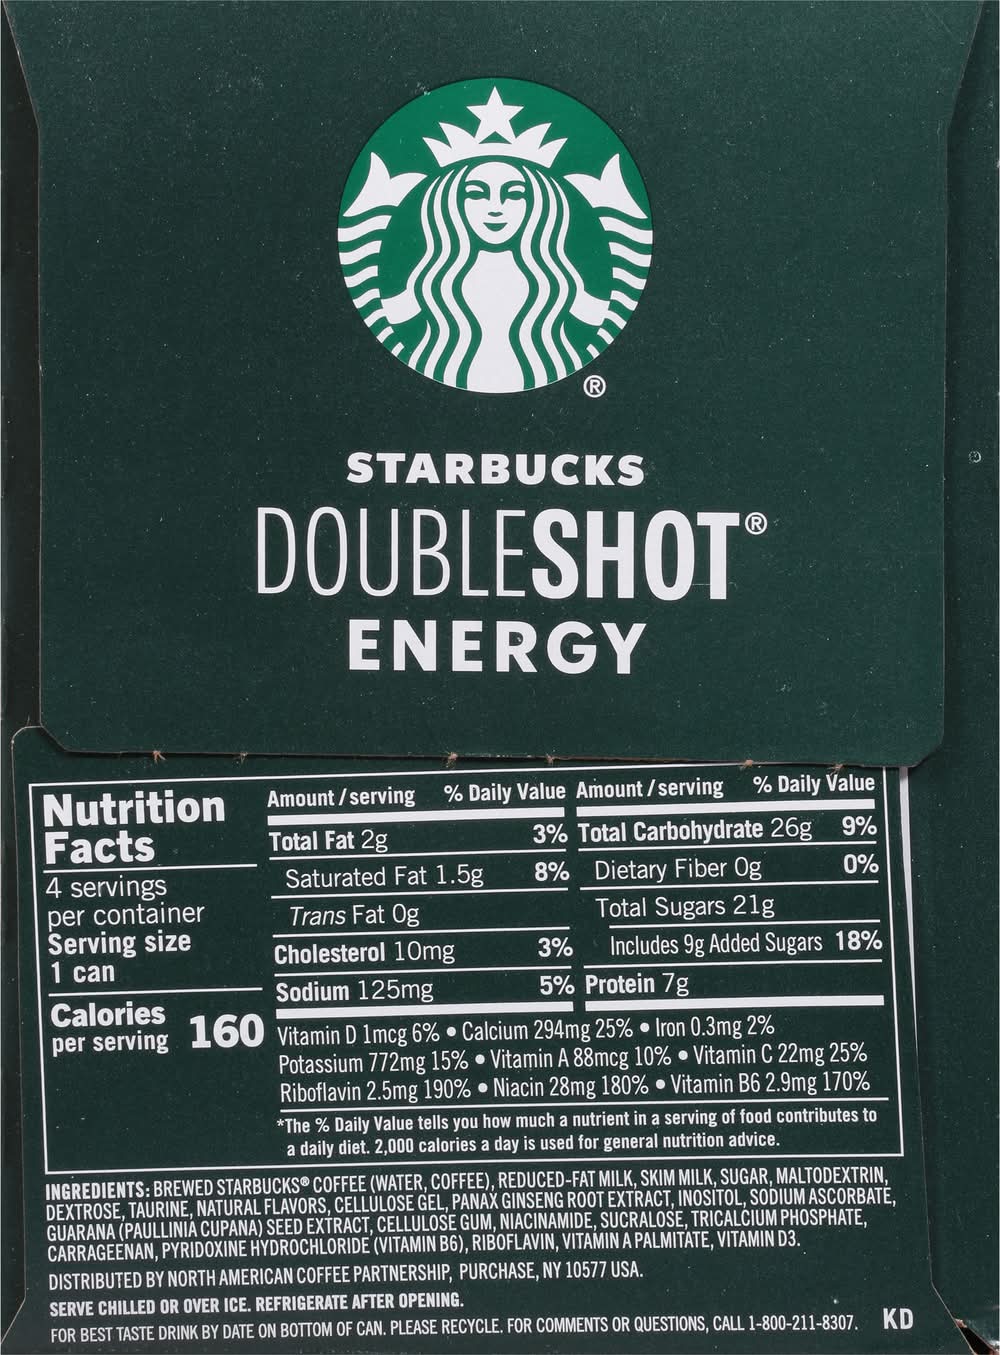 ®
STARBUCKS
DOUBLESHOT®
ENERGY
Nutrition
Facts
4 servings
per container
Serving size
1 can
Calories
per serving 160
Amount / serving % Daily Value
Total Fat 2g 3%
Saturated Fat 1.5g 8%
Trans Fat 0g
Cholesterol 10mg 3%
Sodium 125mg 5%
Amount / serving % Daily Value
Total Carbohydrate 26g 9%
Dietary Fiber 0g 0%
Total Sugars 21g
Includes 9g Added Sugars 18%
Protein 7g
Vitamin D 1mcg 6% • Calcium 294mg 25% • Iron 0.3mg 2%
Potassium 772mg 15% • Vitamin A 88mcg 10% • Vitamin C 22mg 25%
Riboflavin 2.5mg 190% • Niacin 28mg 180% • Vitamin B6 2.9mg 170%
*The % Daily Value tells you how much a nutrient in a serving of food contributes to
a daily diet. 2,000 calories a day is used for general nutrition advice.
INGREDIENTS: BREWED STARBUCKS® COFFEE (WATER, COFFEE), REDUCED-FAT MILK, SKIM MILK, SUGAR, MALTODEXTRIN,
DEXTROSE, TAURINE, NATURAL FLAVORS, CELLULOSE GEL, PANAX GINSENG ROOT EXTRACT, INOSITOL, SODIUM ASCORBATE,
GUARANA (PAULLINIA CUPANA) SEED EXTRACT, CELLULOSE GUM, NIACINAMIDE, SUCRALOSE, TRICALCIUM PHOSPHATE,
CARRAGEENAN, PYRIDOXINE HYDROCHLORIDE (VITAMIN B6), RIBOFLAVIN, VITAMIN A PALMITATE, VITAMIN D3.
DISTRIBUTED BY NORTH AMERICAN COFFEE PARTNERSHIP, PURCHASE, NY 10577 USA.
SERVE CHILLED OR OVER ICE. REFRIGERATE AFTER OPENING.
FOR BEST TASTE DRINK BY DATE ON BOTTOM OF CAN. PLEASE RECYCLE. FOR COMMENTS OR QUESTIONS, CALL 1-800-211-8307. KD